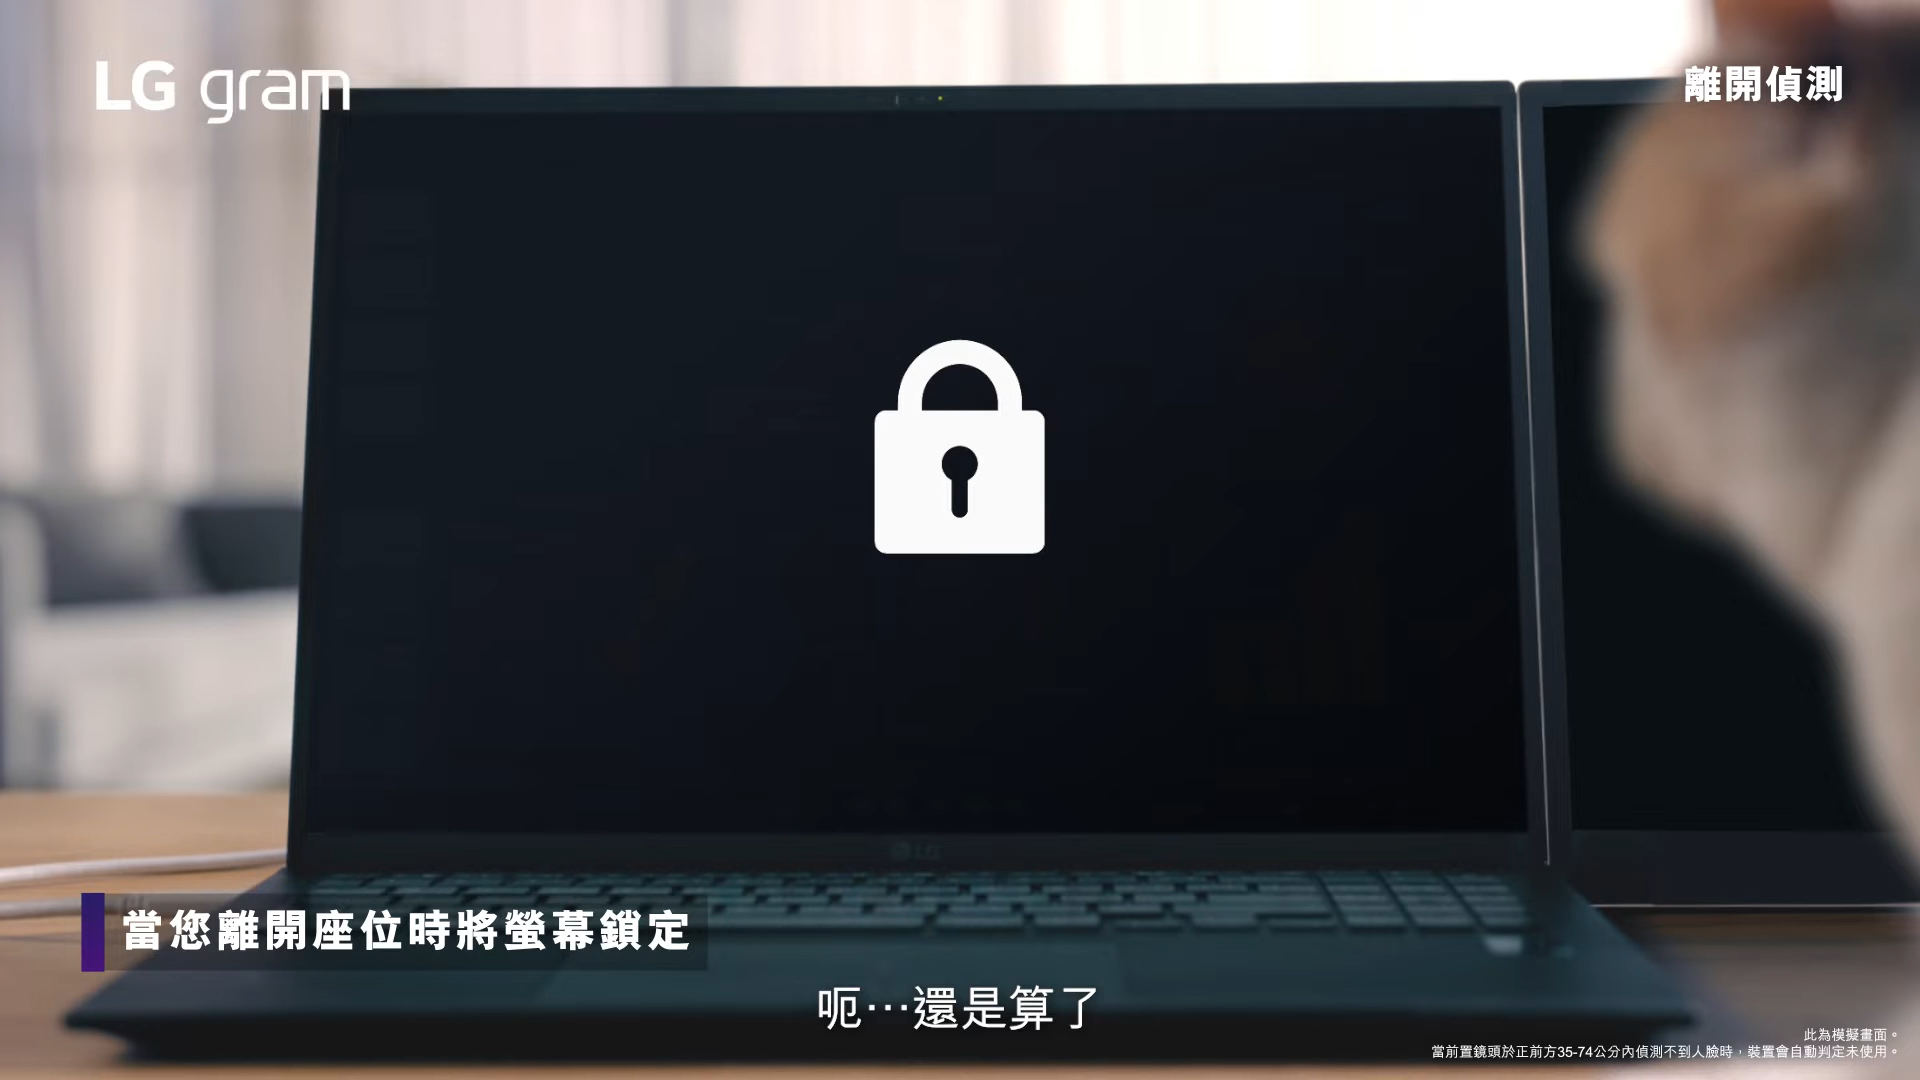 LG gram
離開偵測
LG
當您離開座位時將螢幕鎖定
呃…還是算了
此為模擬畫面。
當前置鏡頭於正前方35-74公分內偵測不到人臉時，裝置會自動判定未使用。